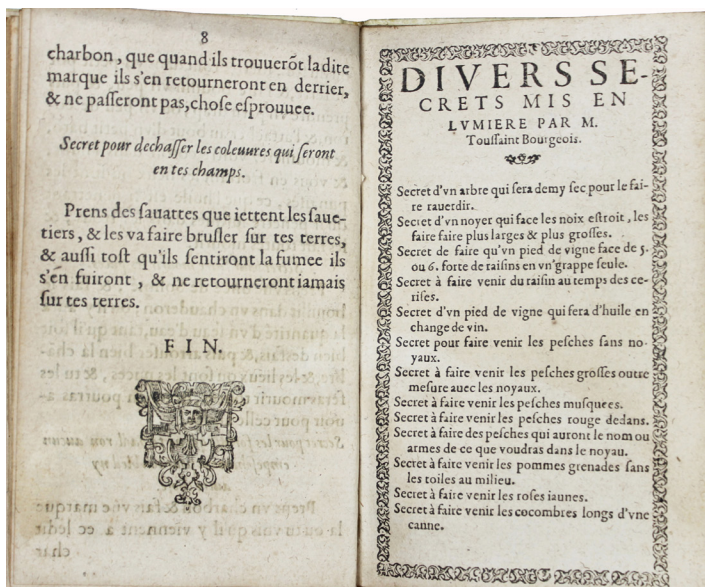 8
charbon, que quand ils trouuerõt ladite
marque ils s'en retourneront en derrier,
& ne passeront pas, chose esprouuee.
Secret pour dechasser les coleuures qui seront
en tes champs.
Prens des sauattes que iettent les saue-
tiers, & les va faire brusler sur tes terres,
& aussi tost qu'ils sentiront la fumee ils
s'en fuiront, & ne retourneront iamais
sur tes terres.
FIN.
DIVERS SE-
CRETS MIS EN
LVMIERE PAR M.
Toussaint Bourgeois.
Secret d'vn arbre qui sera demy sec pour le fai-
re rauerdir.
Secret d'vn noyer qui face les noix estroit, les
faire faire plus larges & plus grosses.
Secret de faire qu'vn pied de vigne face de 5.
ou 6. sorte de raisins en vn'grappe seule.
Secret à faire venir du raisin au temps des ce-
rises.
Secret d'vn pied de vigne qui sera d'huile en
change de vin.
Secret pour faire venir les pesches sans no-
yaux.
Secret à faire venir les pesches grosses outre
mesure auec les noyaux.
Secret à faire venir les pesches musquees.
Secret à faire venir les pesches rouge dedans.
Secret à faire des pesches qui auront le nom ou
armes de ce que voudras dans le noyau.
Secret à faire venir les pommes grenades sans
les toiles au milieu.
Secret à faire venir les roses iaunes.
Secret à faire venir les cocombres longs d'vne
canne.